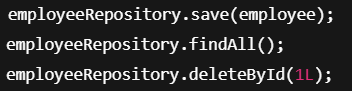 employeeRepository.save(employee);
employeeRepository.findAll();
employeeRepository.deleteById(1L);